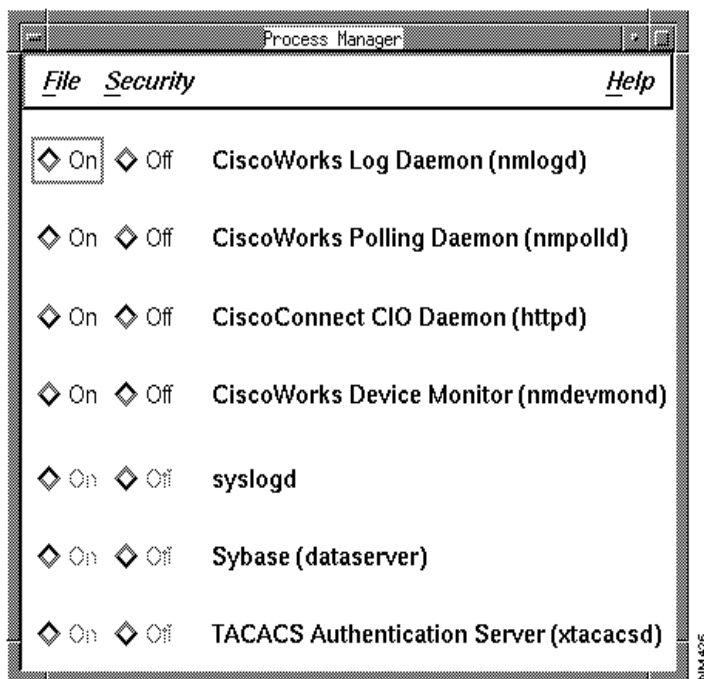 Process Manager
File Security Help
On Off CiscoWorks Log Daemon (nmlogd)
On Off CiscoWorks Polling Daemon (nmpolld)
On Off CiscoConnect CIO Daemon (httpd)
On Off CiscoWorks Device Monitor (nmdevmond)
On Off syslogd
On Off Sybase (dataserver)
On Off TACACS Authentication Server (xtacacsd)
NM426